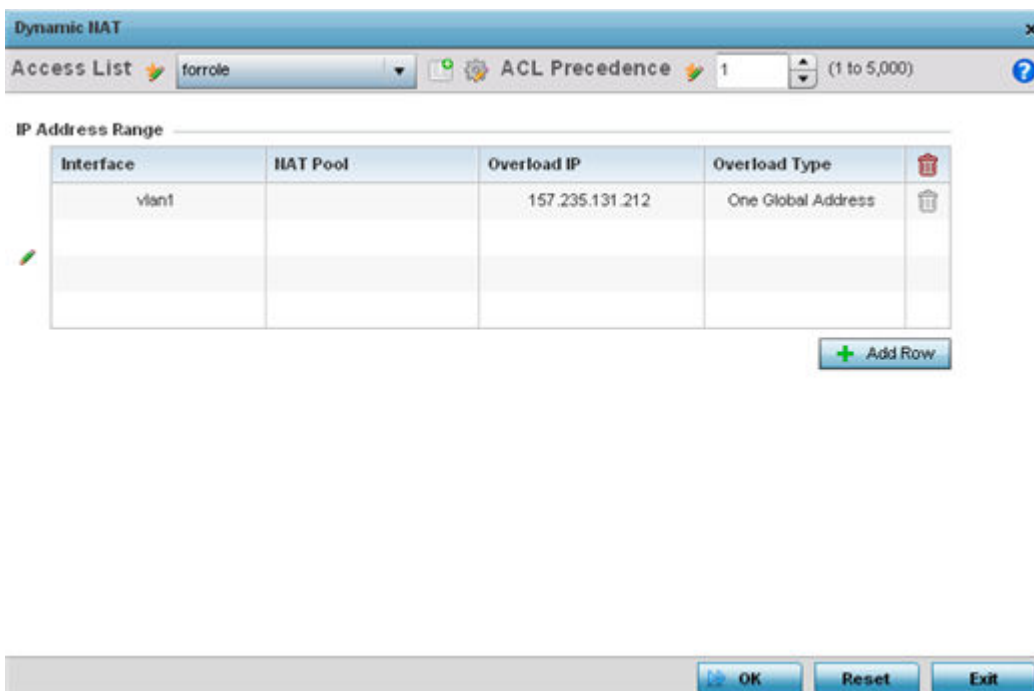 Dynamic NAT
Access List forrole ACL Precedence 1 (1 to 5,000)
IP Address Range
Interface NAT Pool Overload IP Overload Type
vlan1 157.235.131.212 One Global Address
Add Row
OK Reset Exit